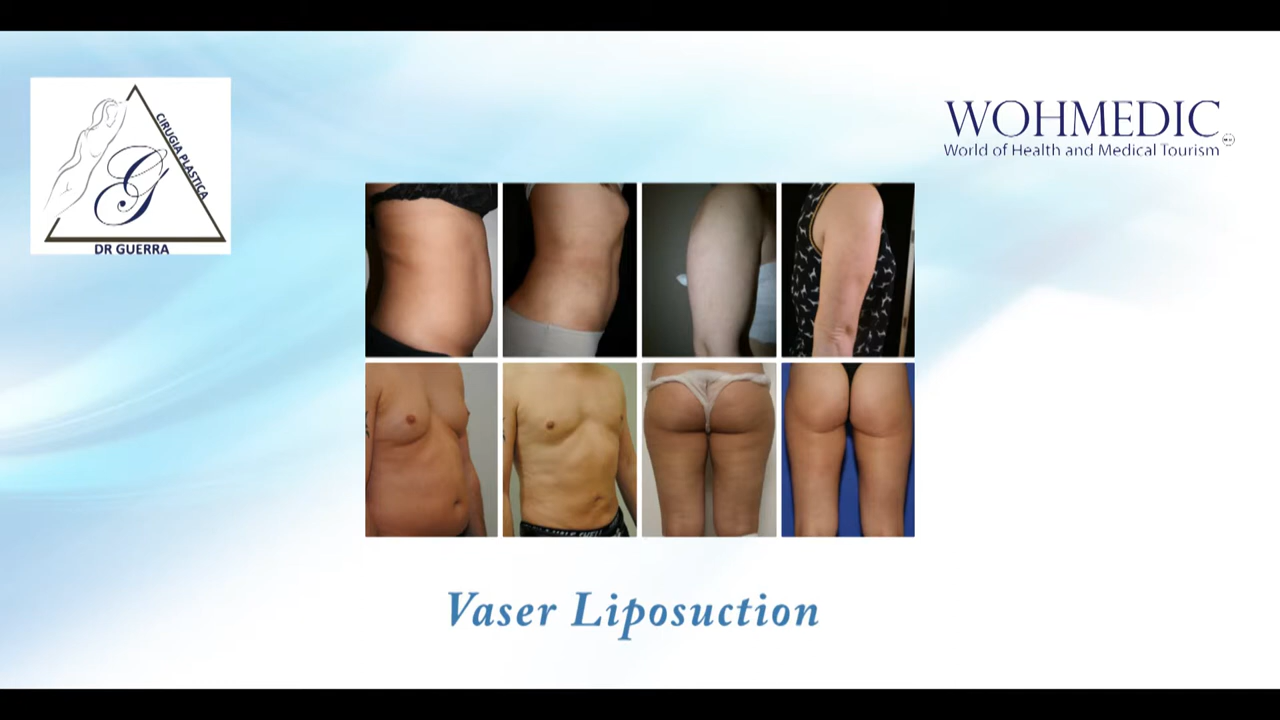 CIRUGIA PLASTICA
G
DR GUERRA
WOHMEDIC
World of Health and Medical Tourism
Vaser Liposuction